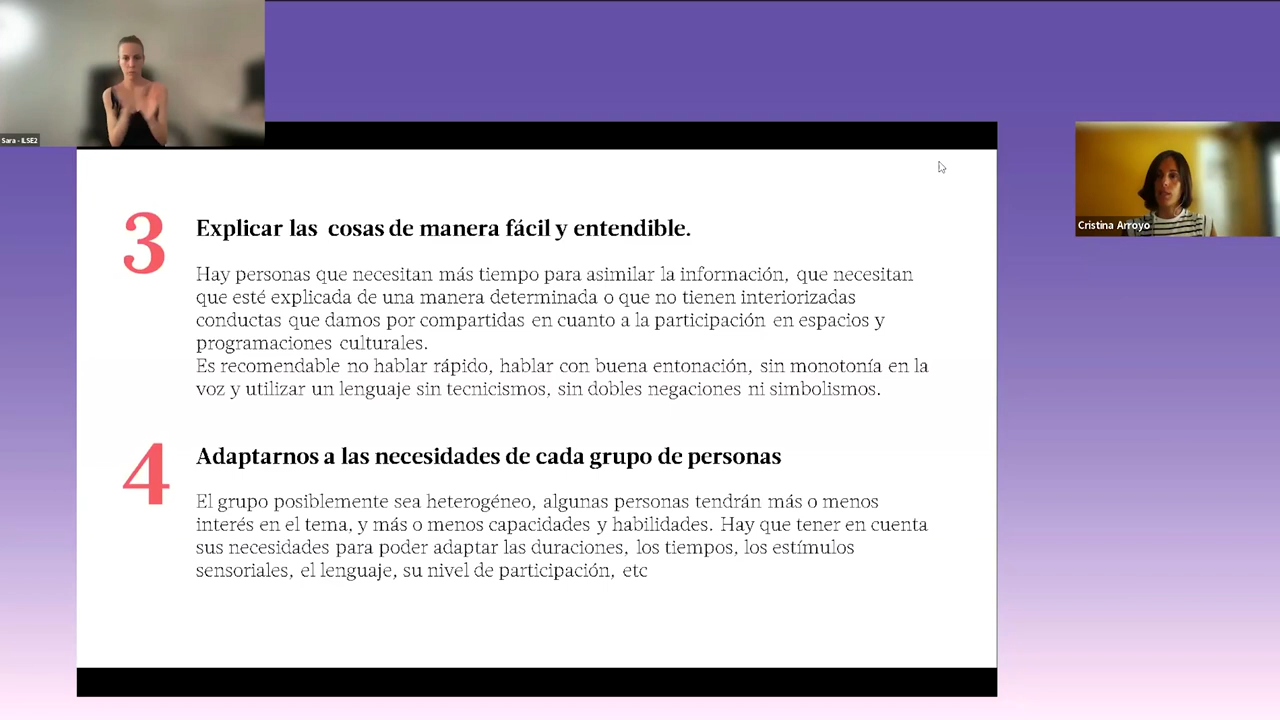 Sara - ILSE2
Cristina Arroyo
3
Explicar las cosas de manera fácil y entendible.
Hay personas que necesitan más tiempo para asimilar la información, que necesitan
que esté explicada de una manera determinada o que no tienen interiorizadas
conductas que damos por compartidas en cuanto a la participación en espacios y
programaciones culturales.
Es recomendable no hablar rápido, hablar con buena entonación, sin monotonía en la
voz y utilizar un lenguaje sin tecnicismos, sin dobles negaciones ni simbolismos.
4
Adaptarnos a las necesidades de cada grupo de personas
El grupo posiblemente sea heterogéneo, algunas personas tendrán más o menos
interés en el tema, y más o menos capacidades y habilidades. Hay que tener en cuenta
sus necesidades para poder adaptar las duraciones, los tiempos, los estímulos
sensoriales, el lenguaje, su nivel de participación, etc